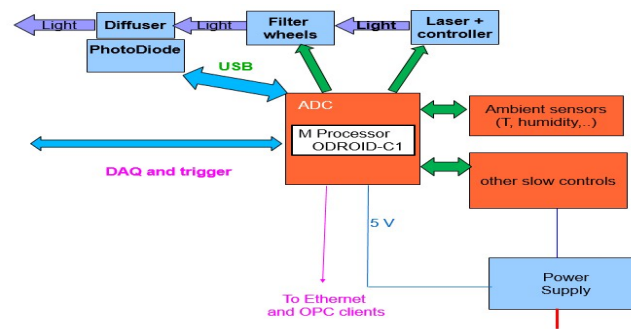 Light
Diffuser
Light
Filter
wheels
Light
Laser +
controller
PhotoDiode
USB
ADC
M Processor
ODROID-C1
Ambient sensors
(T, humidity,..)
DAQ and trigger
other slow controls
5 V
To Ethernet
and OPC clients
Power
Supply